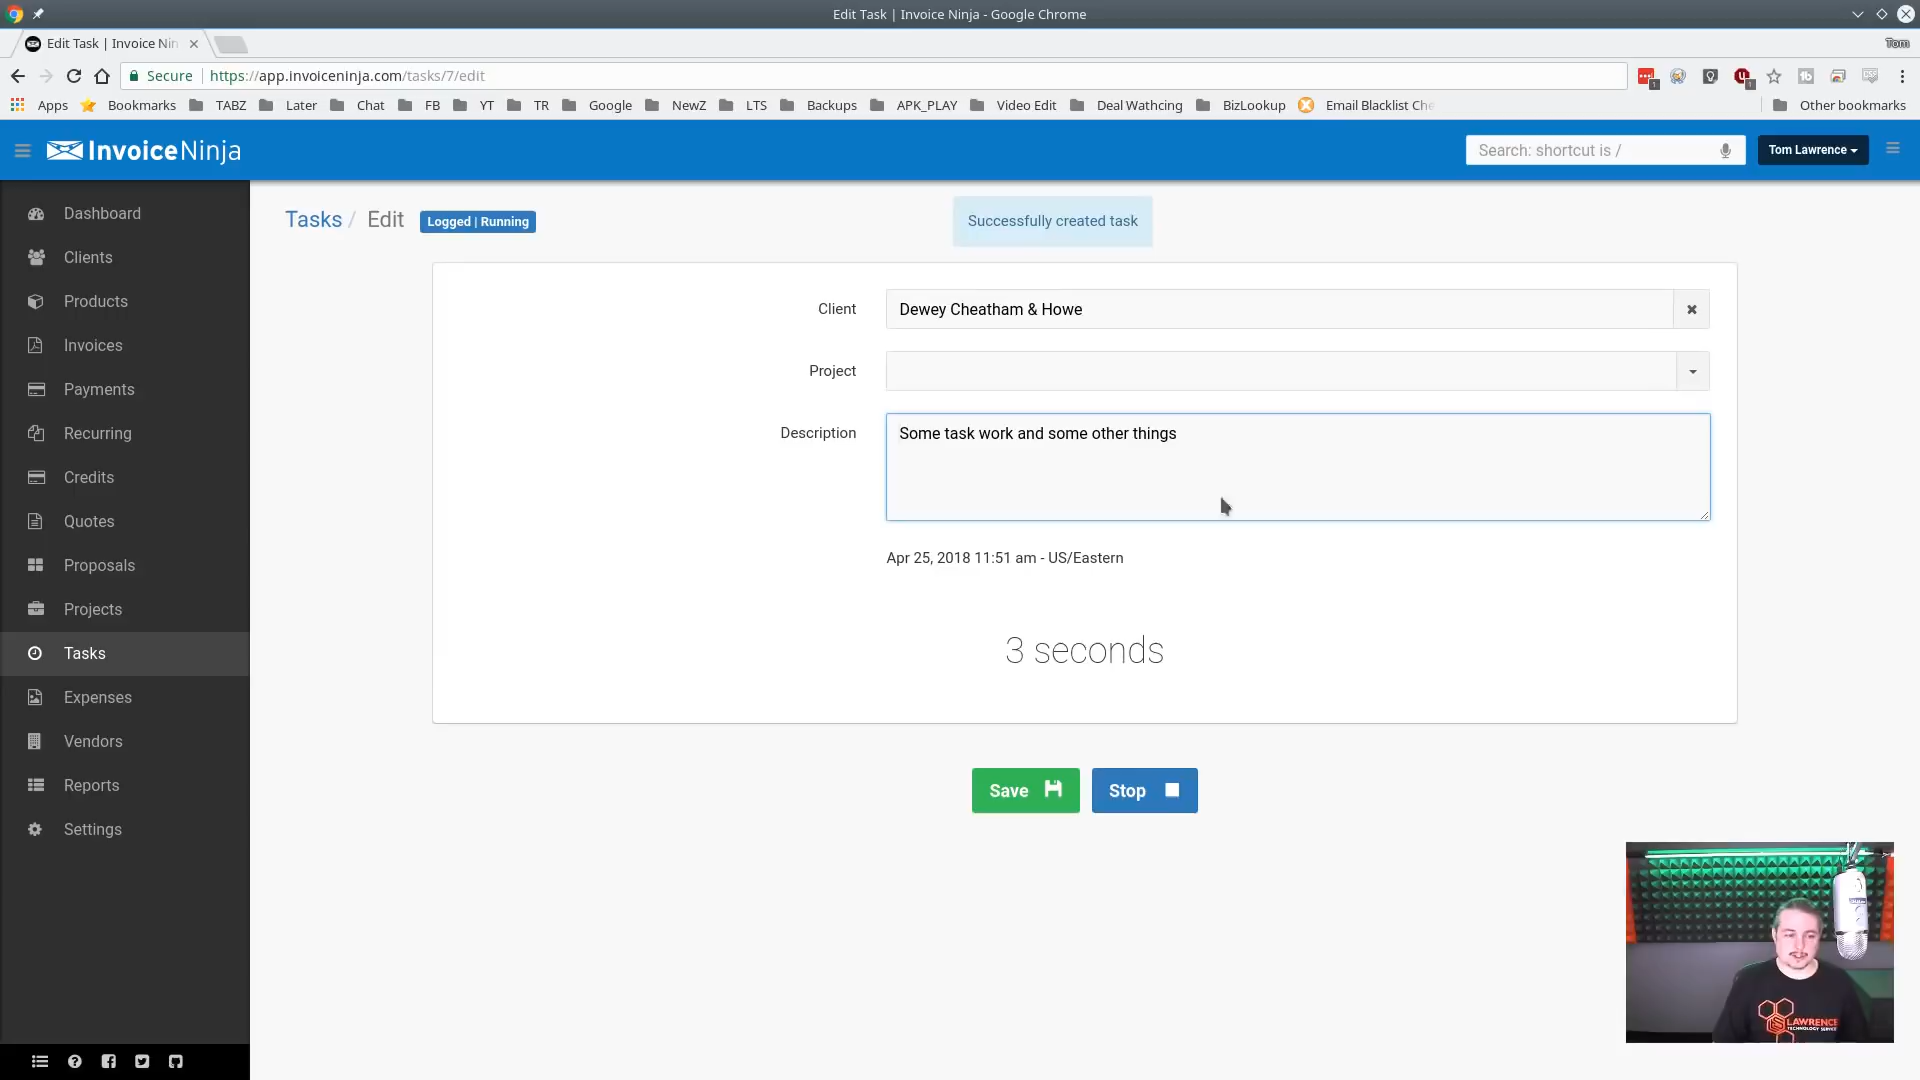 Edit Task | Invoice Ninja - Google Chrome
Edit Task | Invoice Nin
Tom
Secure
https://app.invoiceninja.com/tasks/7/edit
Apps
Bookmarks
TABZ
Later
Chat
FB
YT
TR
Google
NewZ
LTS
Backups
APK_PLAY
Video Edit
Deal Wathcing
BizLookup
Email Blacklist Che
Other bookmarks
InvoiceNinja
Search: shortcut is /
Tom Lawrence
Dashboard
Clients
Products
Invoices
Payments
Recurring
Credits
Quotes
Proposals
Projects
Tasks
Expenses
Vendors
Reports
Settings
Tasks / Edit
Logged | Running
Successfully created task
Client
Dewey Cheatham & Howe
Project
Description
Some task work and some other things
Apr 25, 2018 11:51 am - US/Eastern
3 seconds
Save
Stop
LAWRENCE